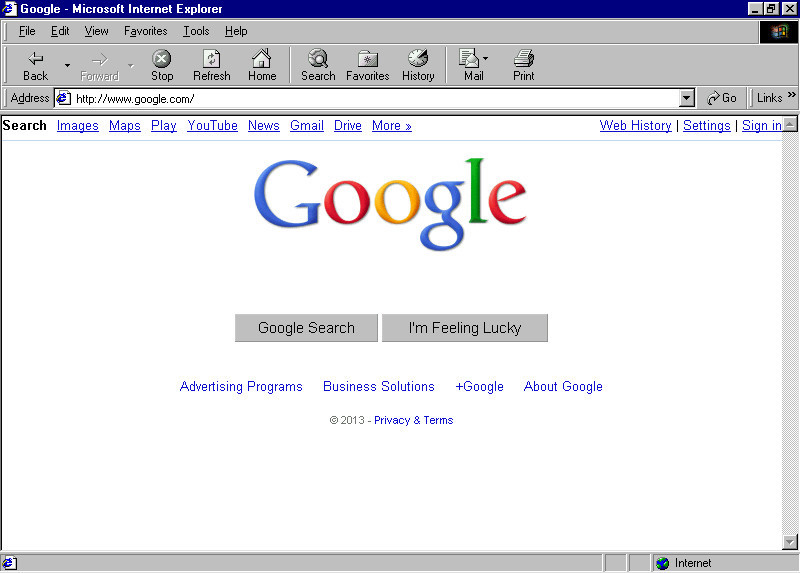 Google - Microsoft Internet Explorer
File Edit View Favorites Tools Help
Back Forward Stop Refresh Home Search Favorites History Mail Print
Address http://www.google.com/ Go Links »
Search Images Maps Play YouTube News Gmail Drive More » Web History | Settings | Sign in
Google
Google Search I'm Feeling Lucky
Advertising Programs Business Solutions +Google About Google
© 2013 - Privacy & Terms
Internet